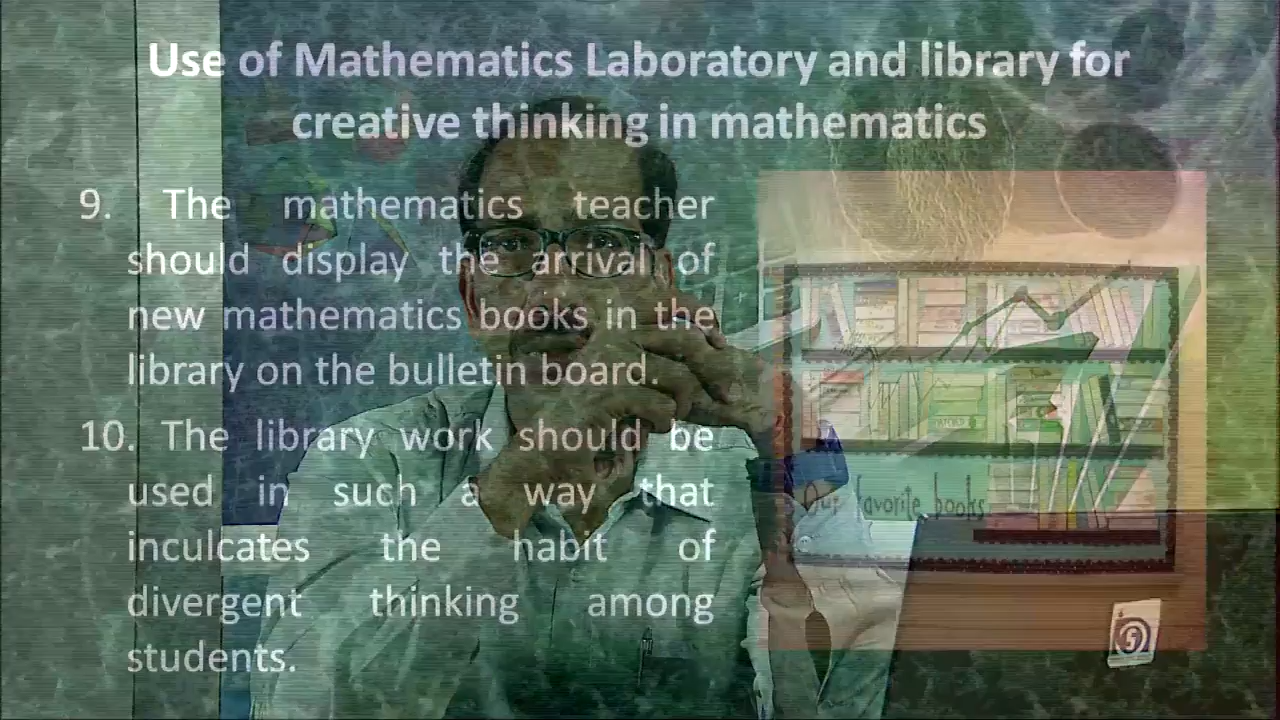 Use of Mathematics Laboratory and library for
creative thinking in mathematics
9. The mathematics teacher
should display the arrival of
new mathematics books in the
library on the bulletin board.
10. The library work should be
used in such a way that
inculcates the habit of
divergent thinking among
students.
Our favorite books